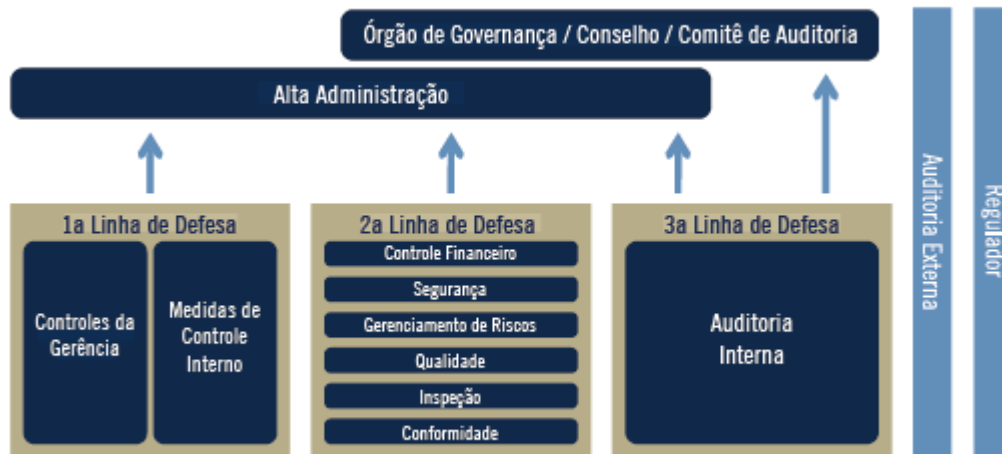 Órgão de Governança / Conselho / Comitê de Auditoria
Alta Administração
1a Linha de Defesa
Controles da
Gerência
Medidas de
Controle
Interno
2a Linha de Defesa
Controle Financeiro
Segurança
Gerenciamento de Riscos
Qualidade
Inspeção
Conformidade
3a Linha de Defesa
Auditoria
Interna
Auditoria Externa
Regulador